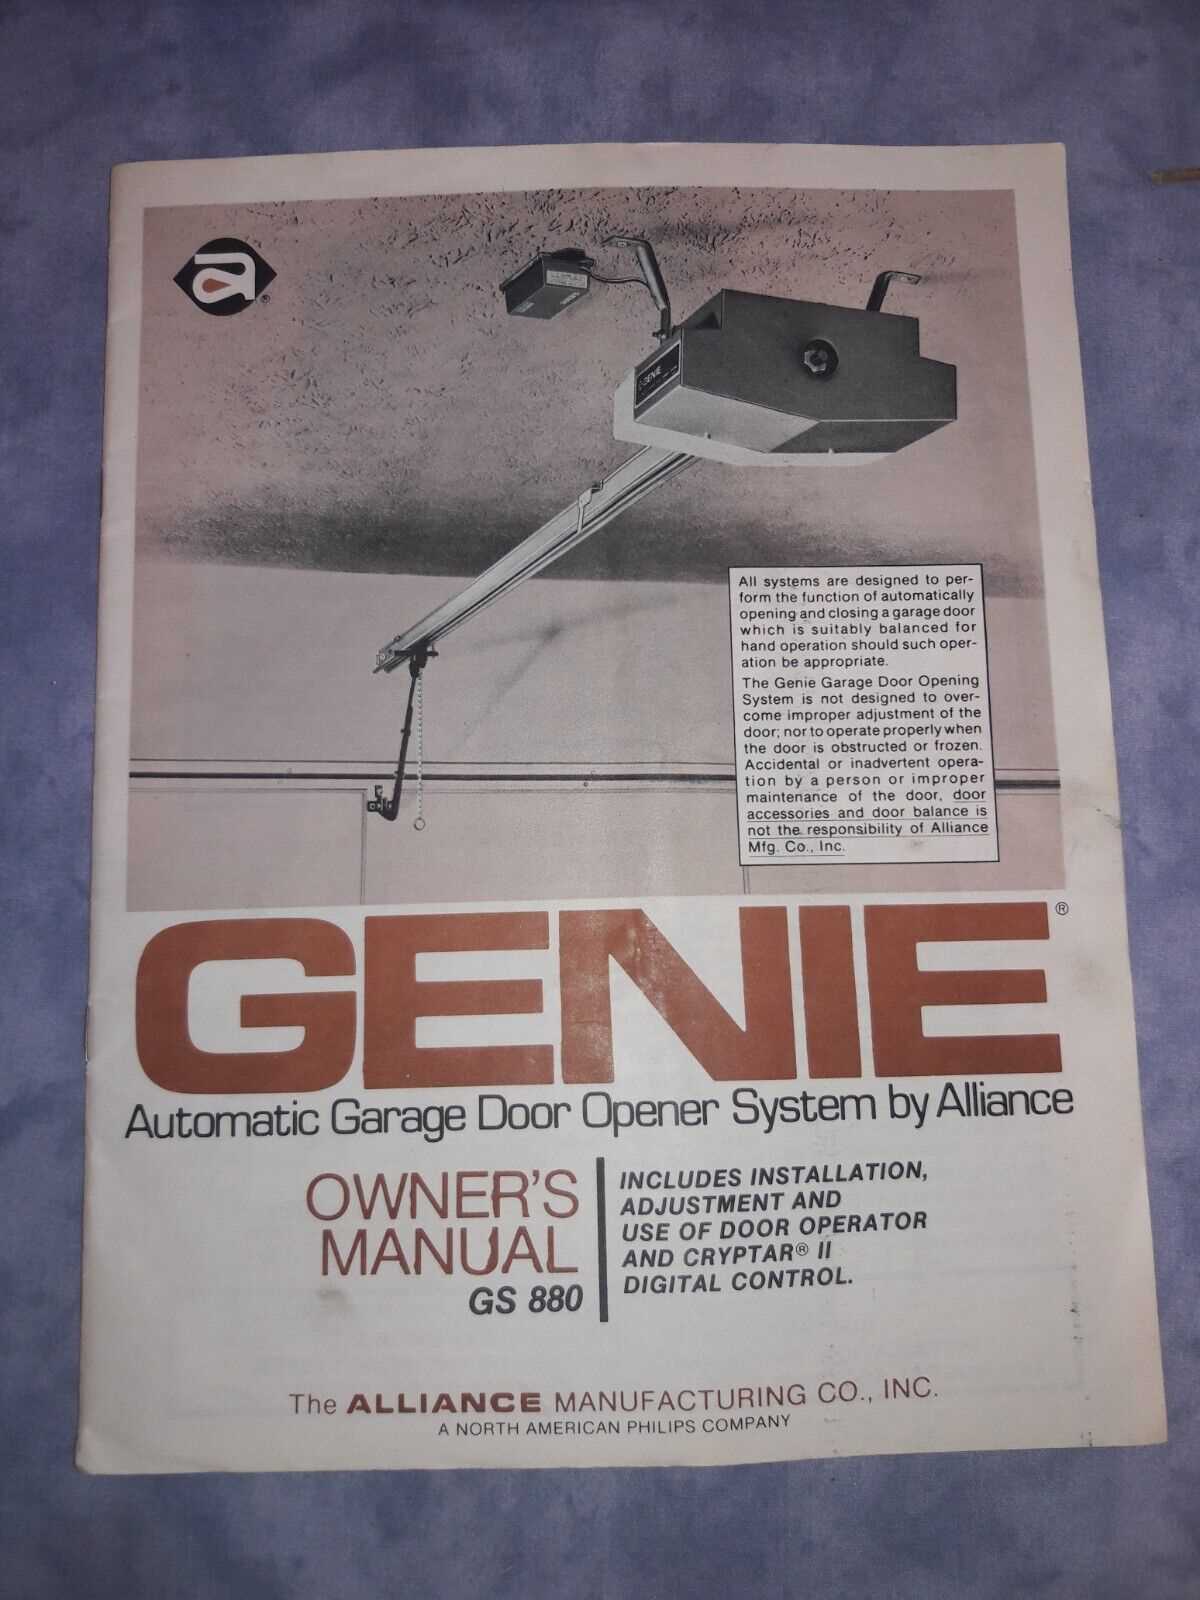 GENIE
All systems are designed to per-
form the function of automatically
opening and closing a garage door
which is suitably balanced for
hand operation should such oper-
ation be appropriate.
The Genie Garage Door Opening
System is not designed to over-
come improper adjustment of the
door; nor to operate properly when
the door is obstructed or frozen.
Accidental or inadvertent opera-
tion by a person or improper
maintenance of the door, door
accessories and door balance is
not the responsibility of Alliance
Mfg. Co., Inc.
GENIE®
Automatic Garage Door Opener System by Alliance
OWNER'S
MANUAL
GS 880
INCLUDES INSTALLATION,
ADJUSTMENT AND
USE OF DOOR OPERATOR
AND CRYPTAR® II
DIGITAL CONTROL.
The ALLIANCE MANUFACTURING CO., INC.
A NORTH AMERICAN PHILIPS COMPANY